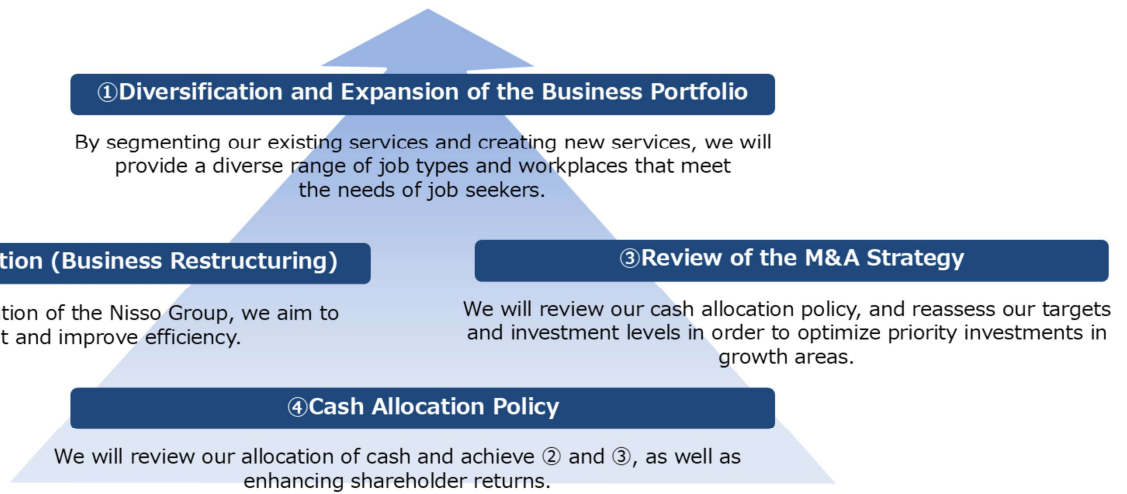 ①Diversification and Expansion of the Business Portfolio
By segmenting our existing services and creating new services, we will
provide a diverse range of job types and workplaces that meet
the needs of job seekers.
tion (Business Restructuring)
tion of the Nisso Group, we aim to
t and improve efficiency.
③Review of the M&A Strategy
We will review our cash allocation policy, and reassess our targets
and investment levels in order to optimize priority investments in
growth areas.
④Cash Allocation Policy
We will review our allocation of cash and achieve ② and ③, as well as
enhancing shareholder returns.